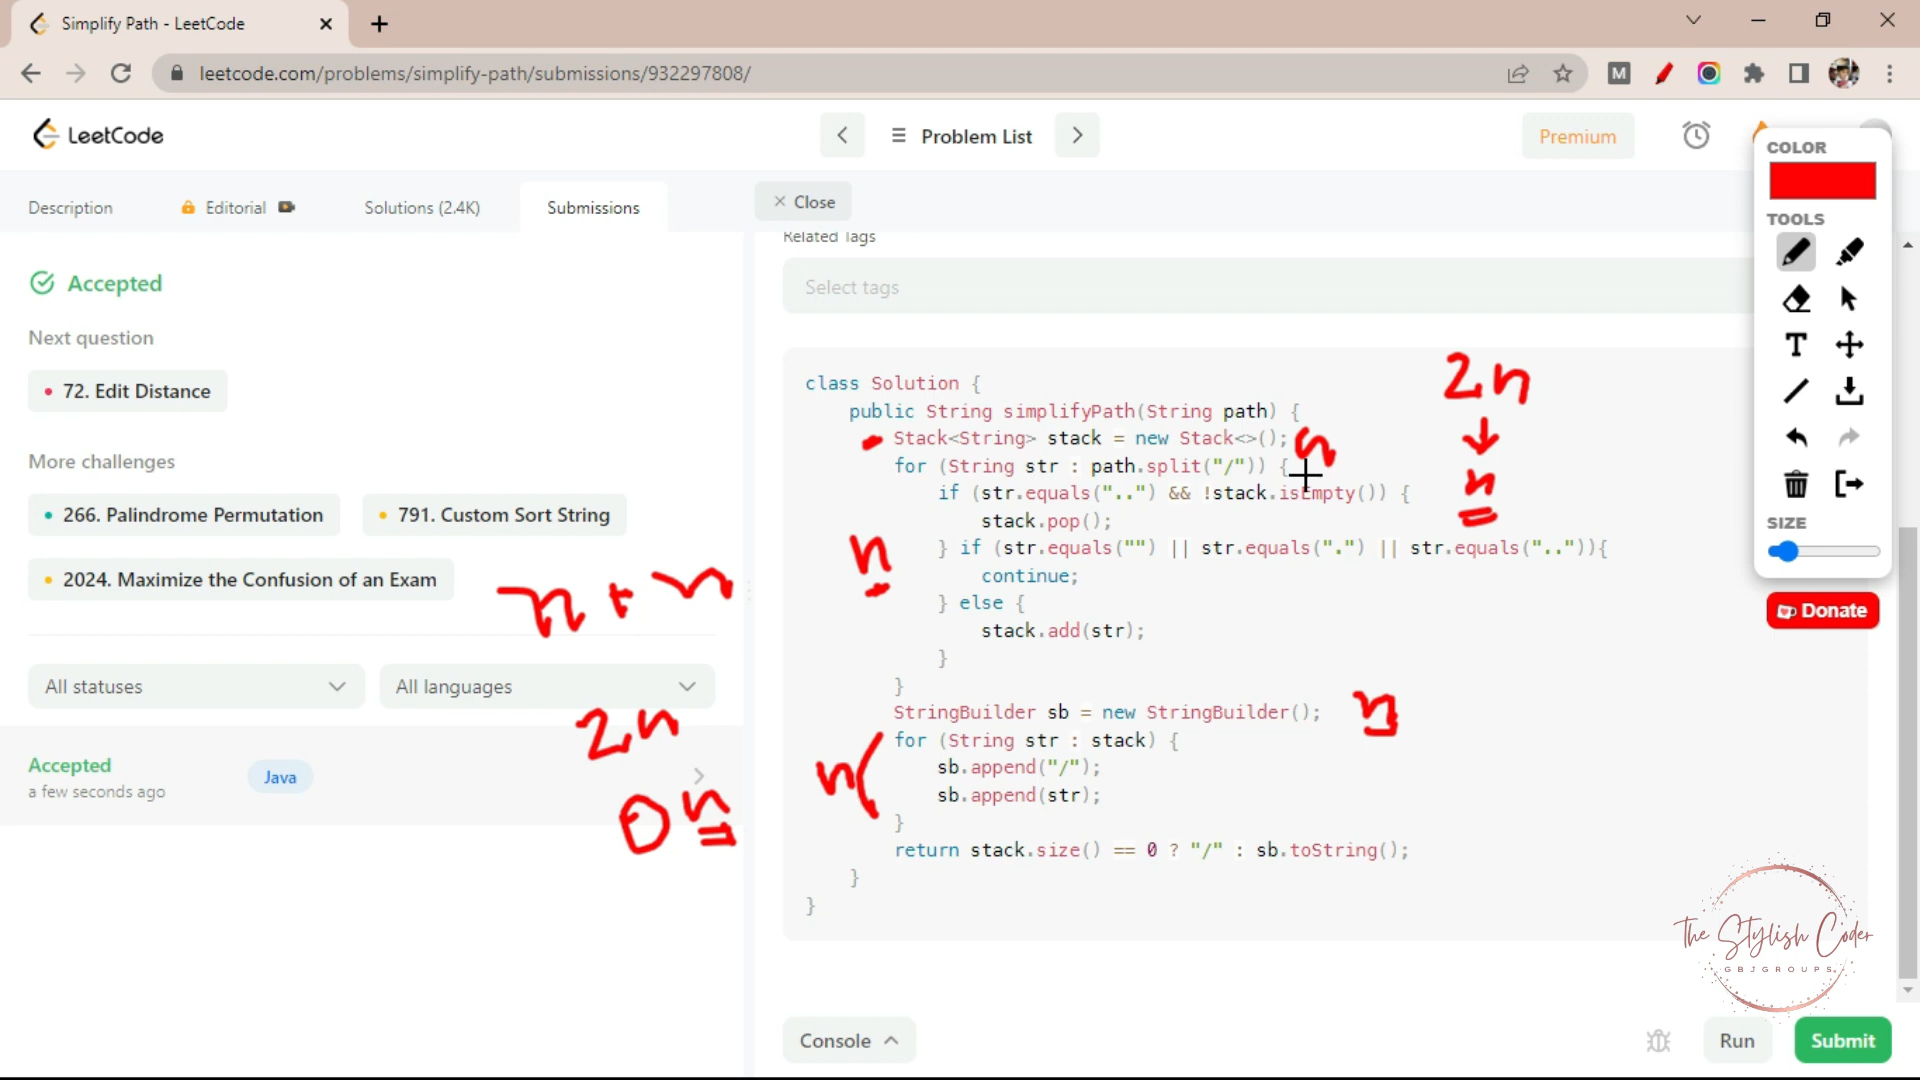 Simplify Path - LeetCode
leetcode.com/problems/simplify-path/submissions/932297808/
M
LeetCode
Problem List
Premium
Description
Editorial
Solutions (2.4K)
Submissions
Close
Related Tags
Select tags
Accepted
Next question
72. Edit Distance
More challenges
266. Palindrome Permutation
791. Custom Sort String
2024. Maximize the Confusion of an Exam
n + n
All statuses
All languages
2n
Accepted
a few seconds ago
Java
On
class Solution {
public String simplifyPath(String path) {
Stack<String> stack = new Stack<>();
for (String str : path.split("/")) {
if (str.equals("..") && !stack.isEmpty()) {
stack.pop();
} if (str.equals("") || str.equals(".") || str.equals("..")){
continue;
} else {
stack.add(str);
}
}
StringBuilder sb = new StringBuilder();
for (String str : stack) {
sb.append("/");
sb.append(str);
}
return stack.size() == 0 ? "/" : sb.toString();
}
}
2n
n
n
n
n
n
COLOR
TOOLS
T
SIZE
Donate
The Stylish Coder
GBJGROUPS
Console
Run
Submit